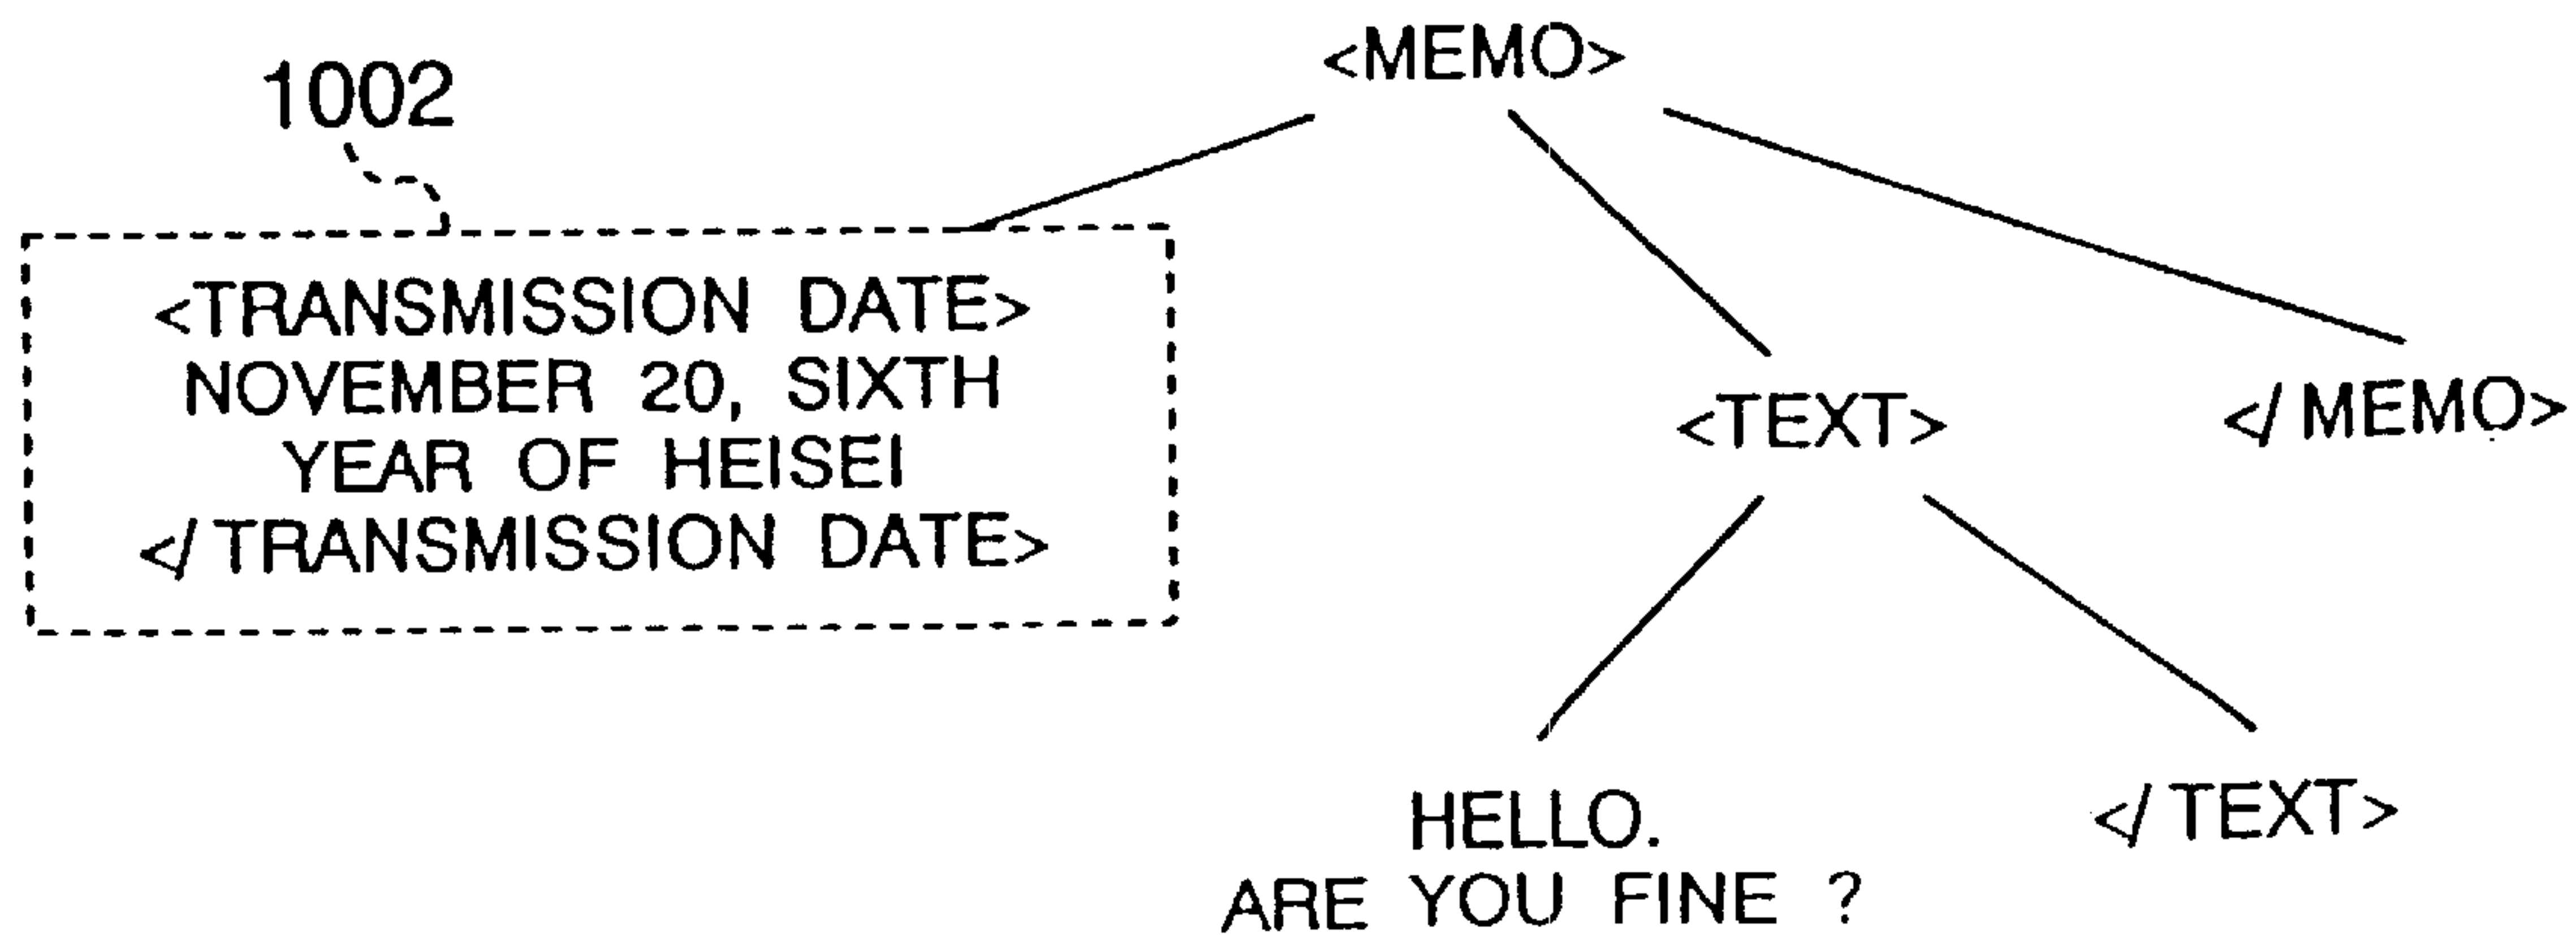 <MEMO>
1002
<TRANSMISSION DATE>
NOVEMBER 20, SIXTH
YEAR OF HEISEI
</ TRANSMISSION DATE>
<TEXT>
</ MEMO>
HELLO.
ARE YOU FINE ?
</ TEXT>